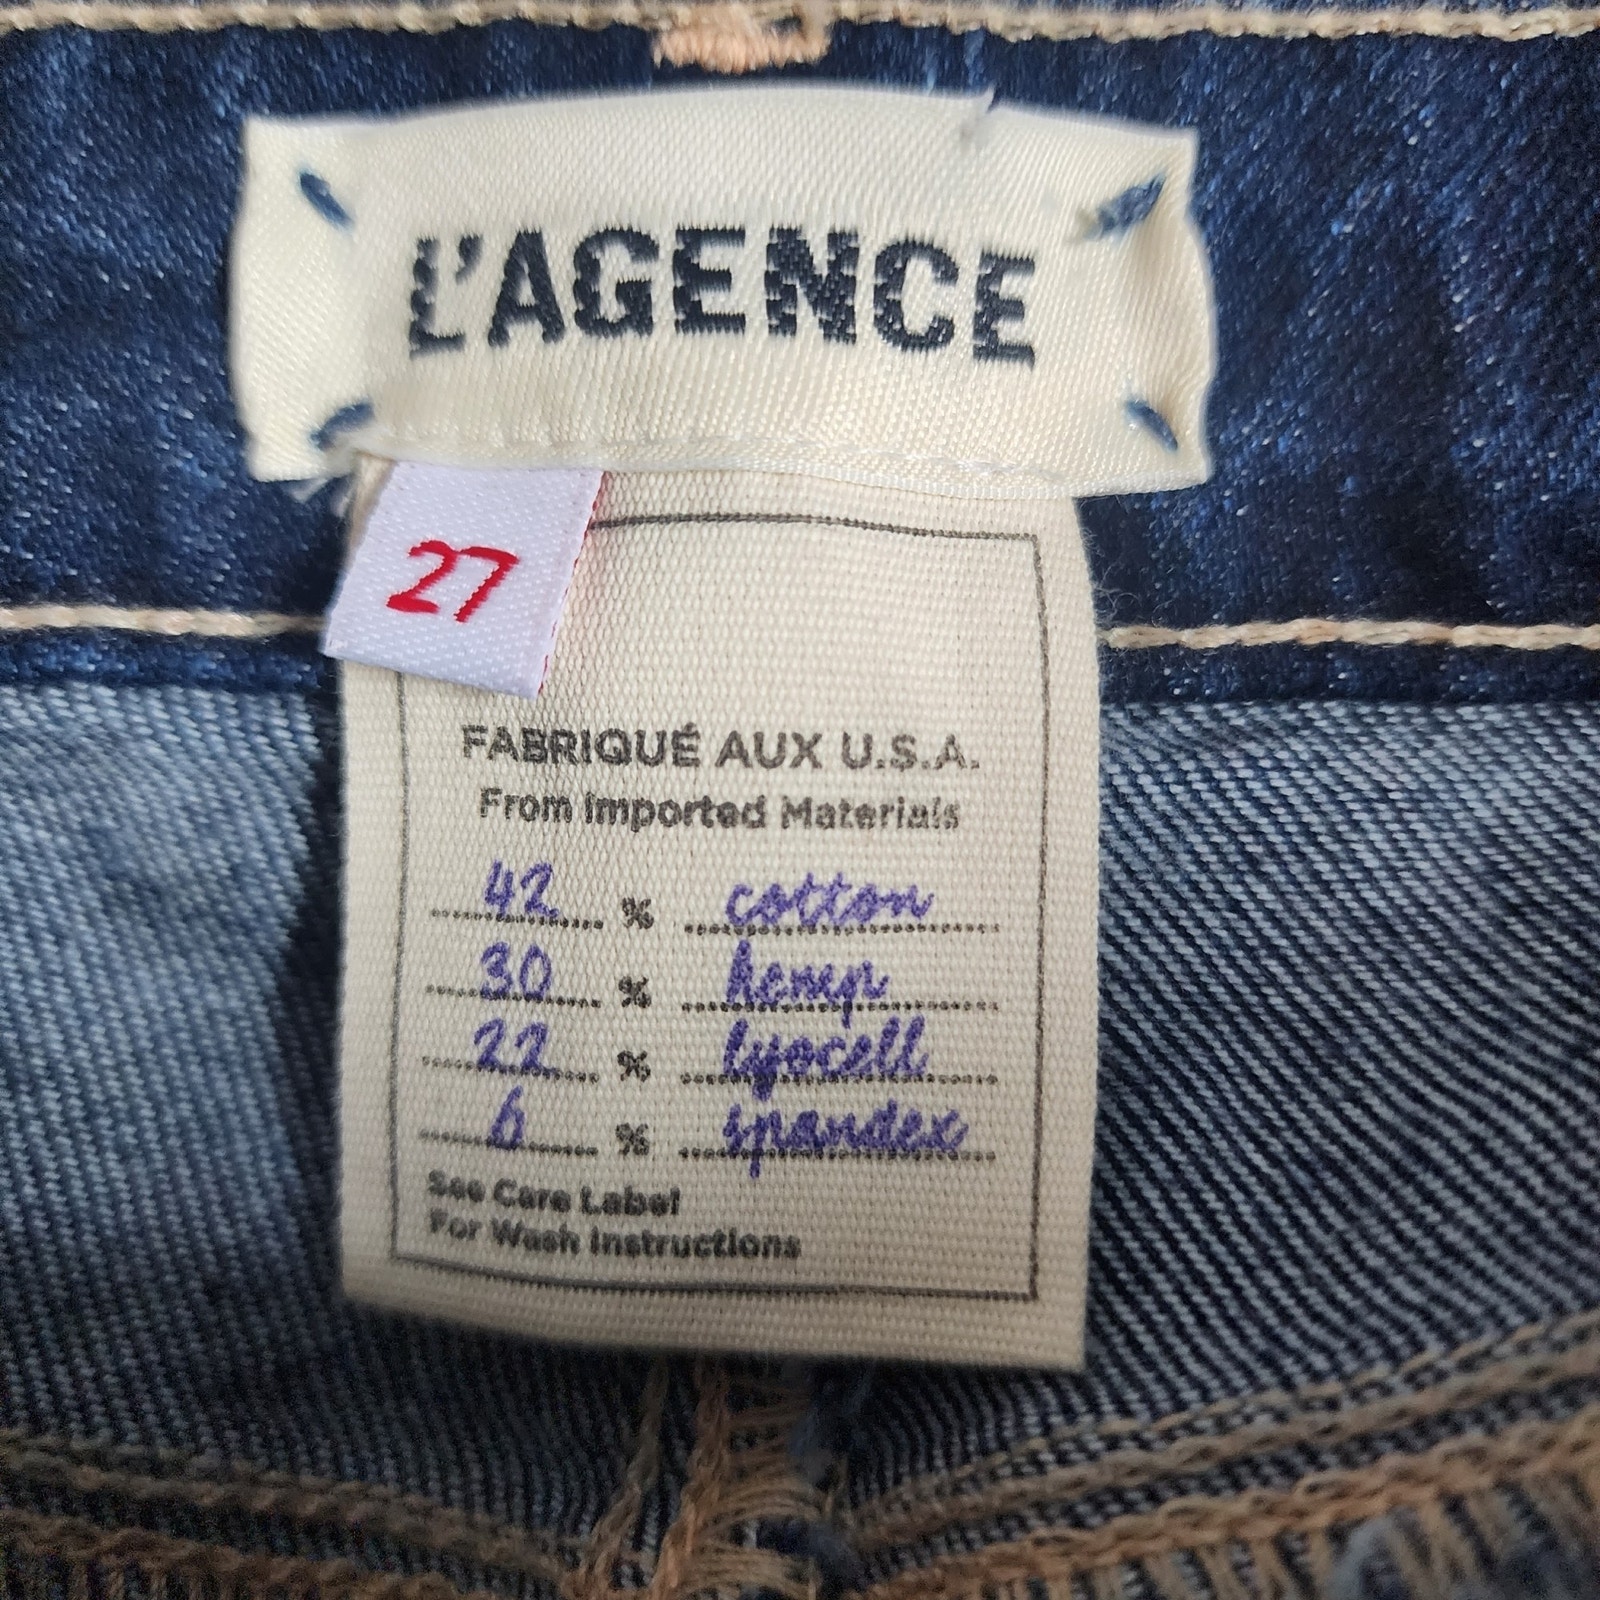 L'AGENCE
27
FABRIQUÉ AUX U.S.A.
From Imported Materials
42 % cotton
30 % hemp
22 % lyocell
6 % spandex
See Care Label
For Wash Instructions